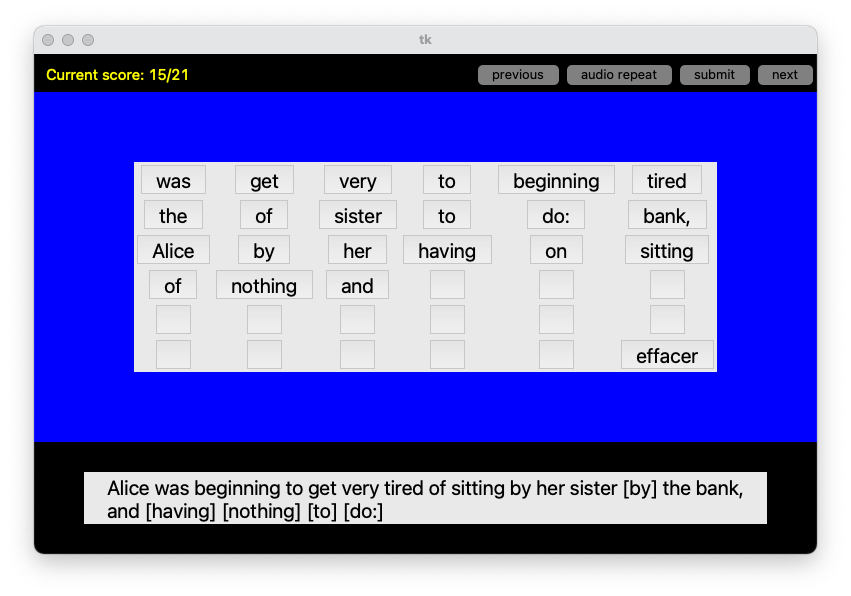 tk
Current score: 15/21 previous audio repeat submit next
was get very to beginning tired
the of sister to do: bank,
Alice by her having on sitting
of nothing and
effacer
Alice was beginning to get very tired of sitting by her sister [by] the bank,
and [having] [nothing] [to] [do:]